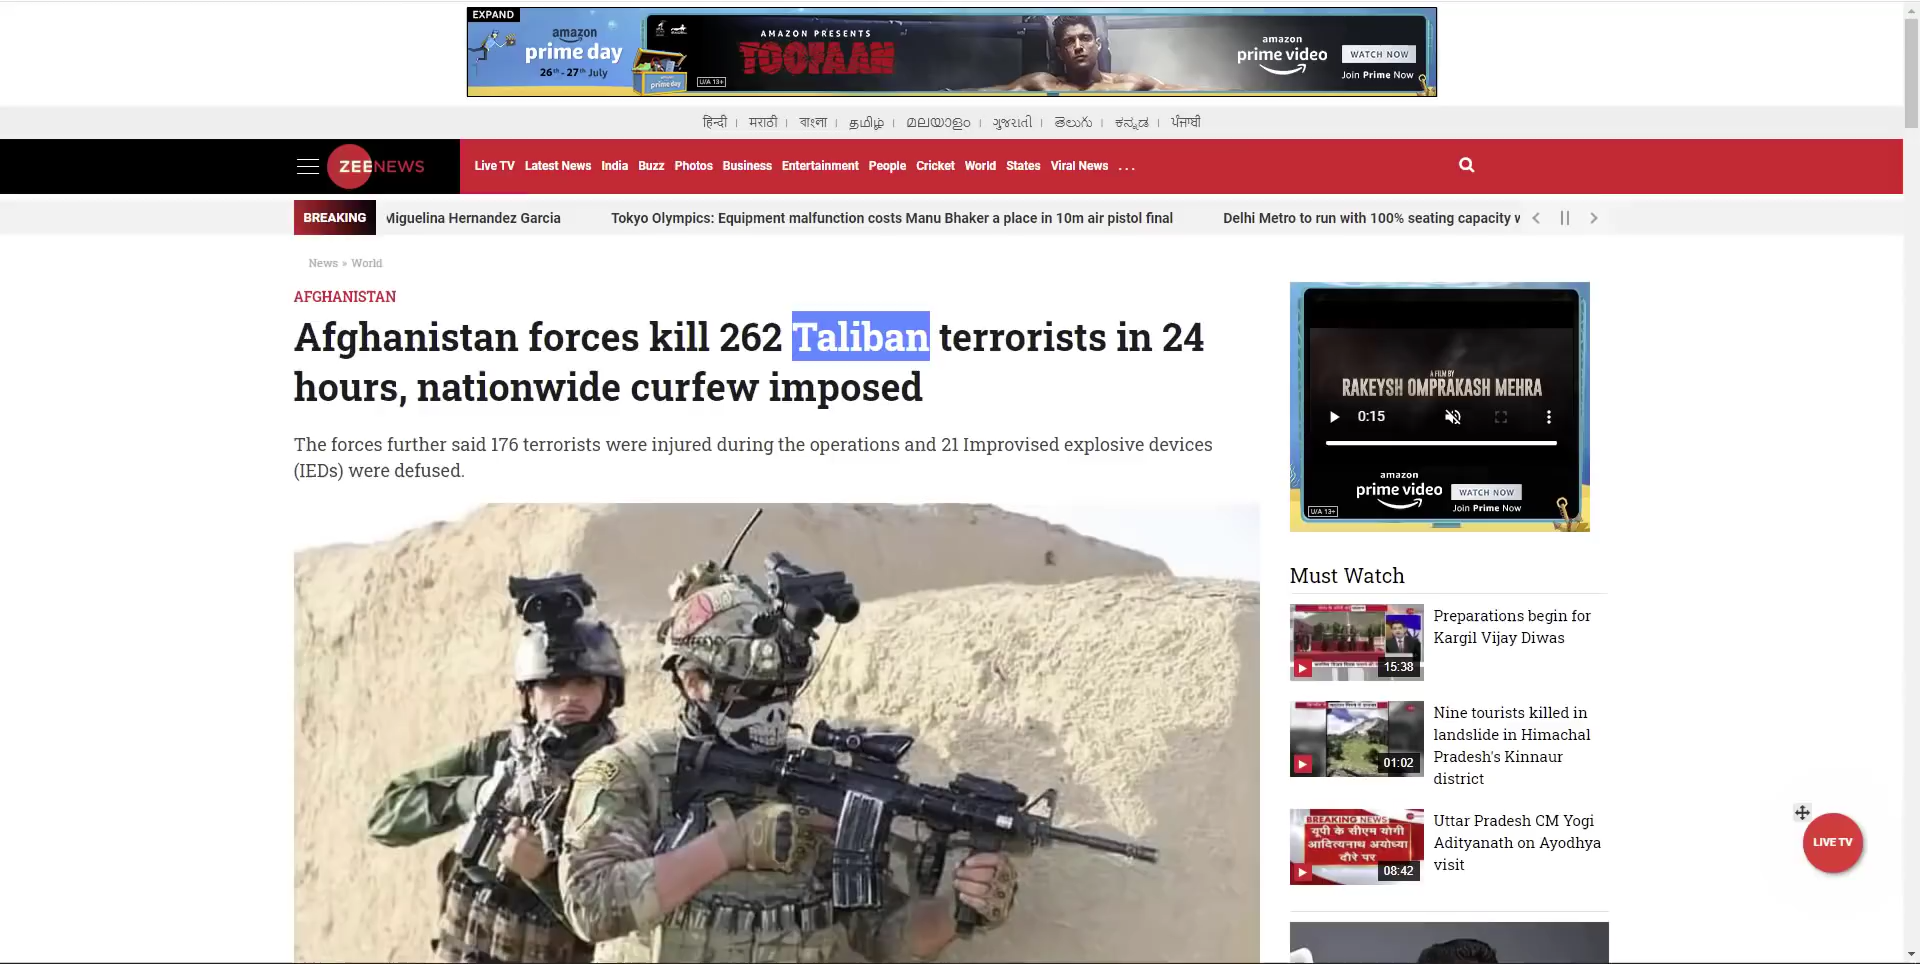 EXPAND
amazon
prime day
26th - 27th July
prime day
AMAZON PRESENTS
TOOFAAN
U/A 13+
amazon
prime video
WATCH NOW
Join Prime Now
हिन्दी | मराठी | বাংলা | தமிழ் | മലയാളം | ગુજરાતી | తెలుగు | ಕನ್ನಡ | ਪੰਜਾਬੀ
ZEENEWS
Live TV Latest News India Buzz Photos Business Entertainment People Cricket World States Viral News ...
BREAKING Miguelina Hernandez Garcia Tokyo Olympics: Equipment malfunction costs Manu Bhaker a place in 10m air pistol final Delhi Metro to run with 100% seating capacity
News » World
AFGHANISTAN
Afghanistan forces kill 262 Taliban terrorists in 24
hours, nationwide curfew imposed
The forces further said 176 terrorists were injured during the operations and 21 Improvised explosive devices
(IEDs) were defused.
A FILM BY
RAKEYSH OMPRAKASH MEHRA
0:15
amazon
prime video
WATCH NOW
Join Prime Now
U/A 13+
Must Watch
Preparations begin for
Kargil Vijay Diwas
15:38
Nine tourists killed in
landslide in Himachal
Pradesh's Kinnaur
district
01:02
BREAKING NEWS
यूपी के सीएम योगी
आदित्यनाथ अयोध्या
दौरे पर
08:42
Uttar Pradesh CM Yogi
Adityanath on Ayodhya
visit
LIVE TV